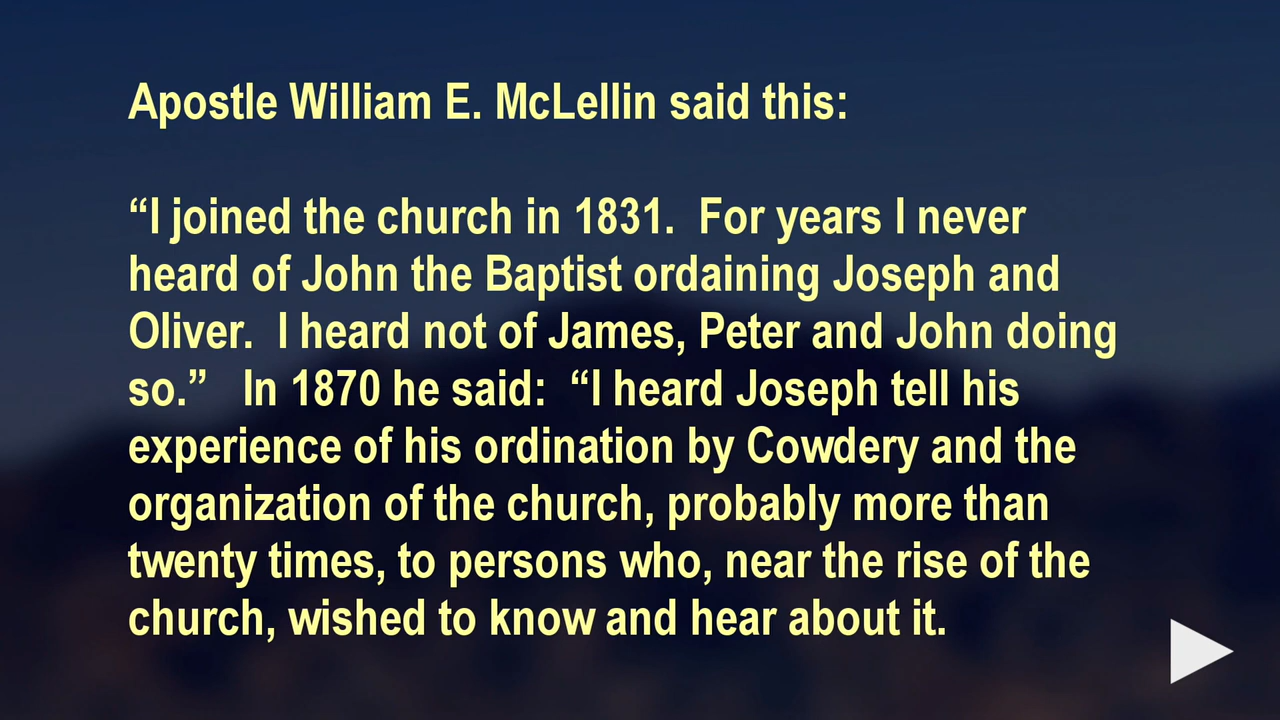 Apostle William E. McLellin said this:
“I joined the church in 1831.  For years I never
heard of John the Baptist ordaining Joseph and
Oliver.  I heard not of James, Peter and John doing
so.”   In 1870 he said:  “I heard Joseph tell his
experience of his ordination by Cowdery and the
organization of the church, probably more than
twenty times, to persons who, near the rise of the
church, wished to know and hear about it.